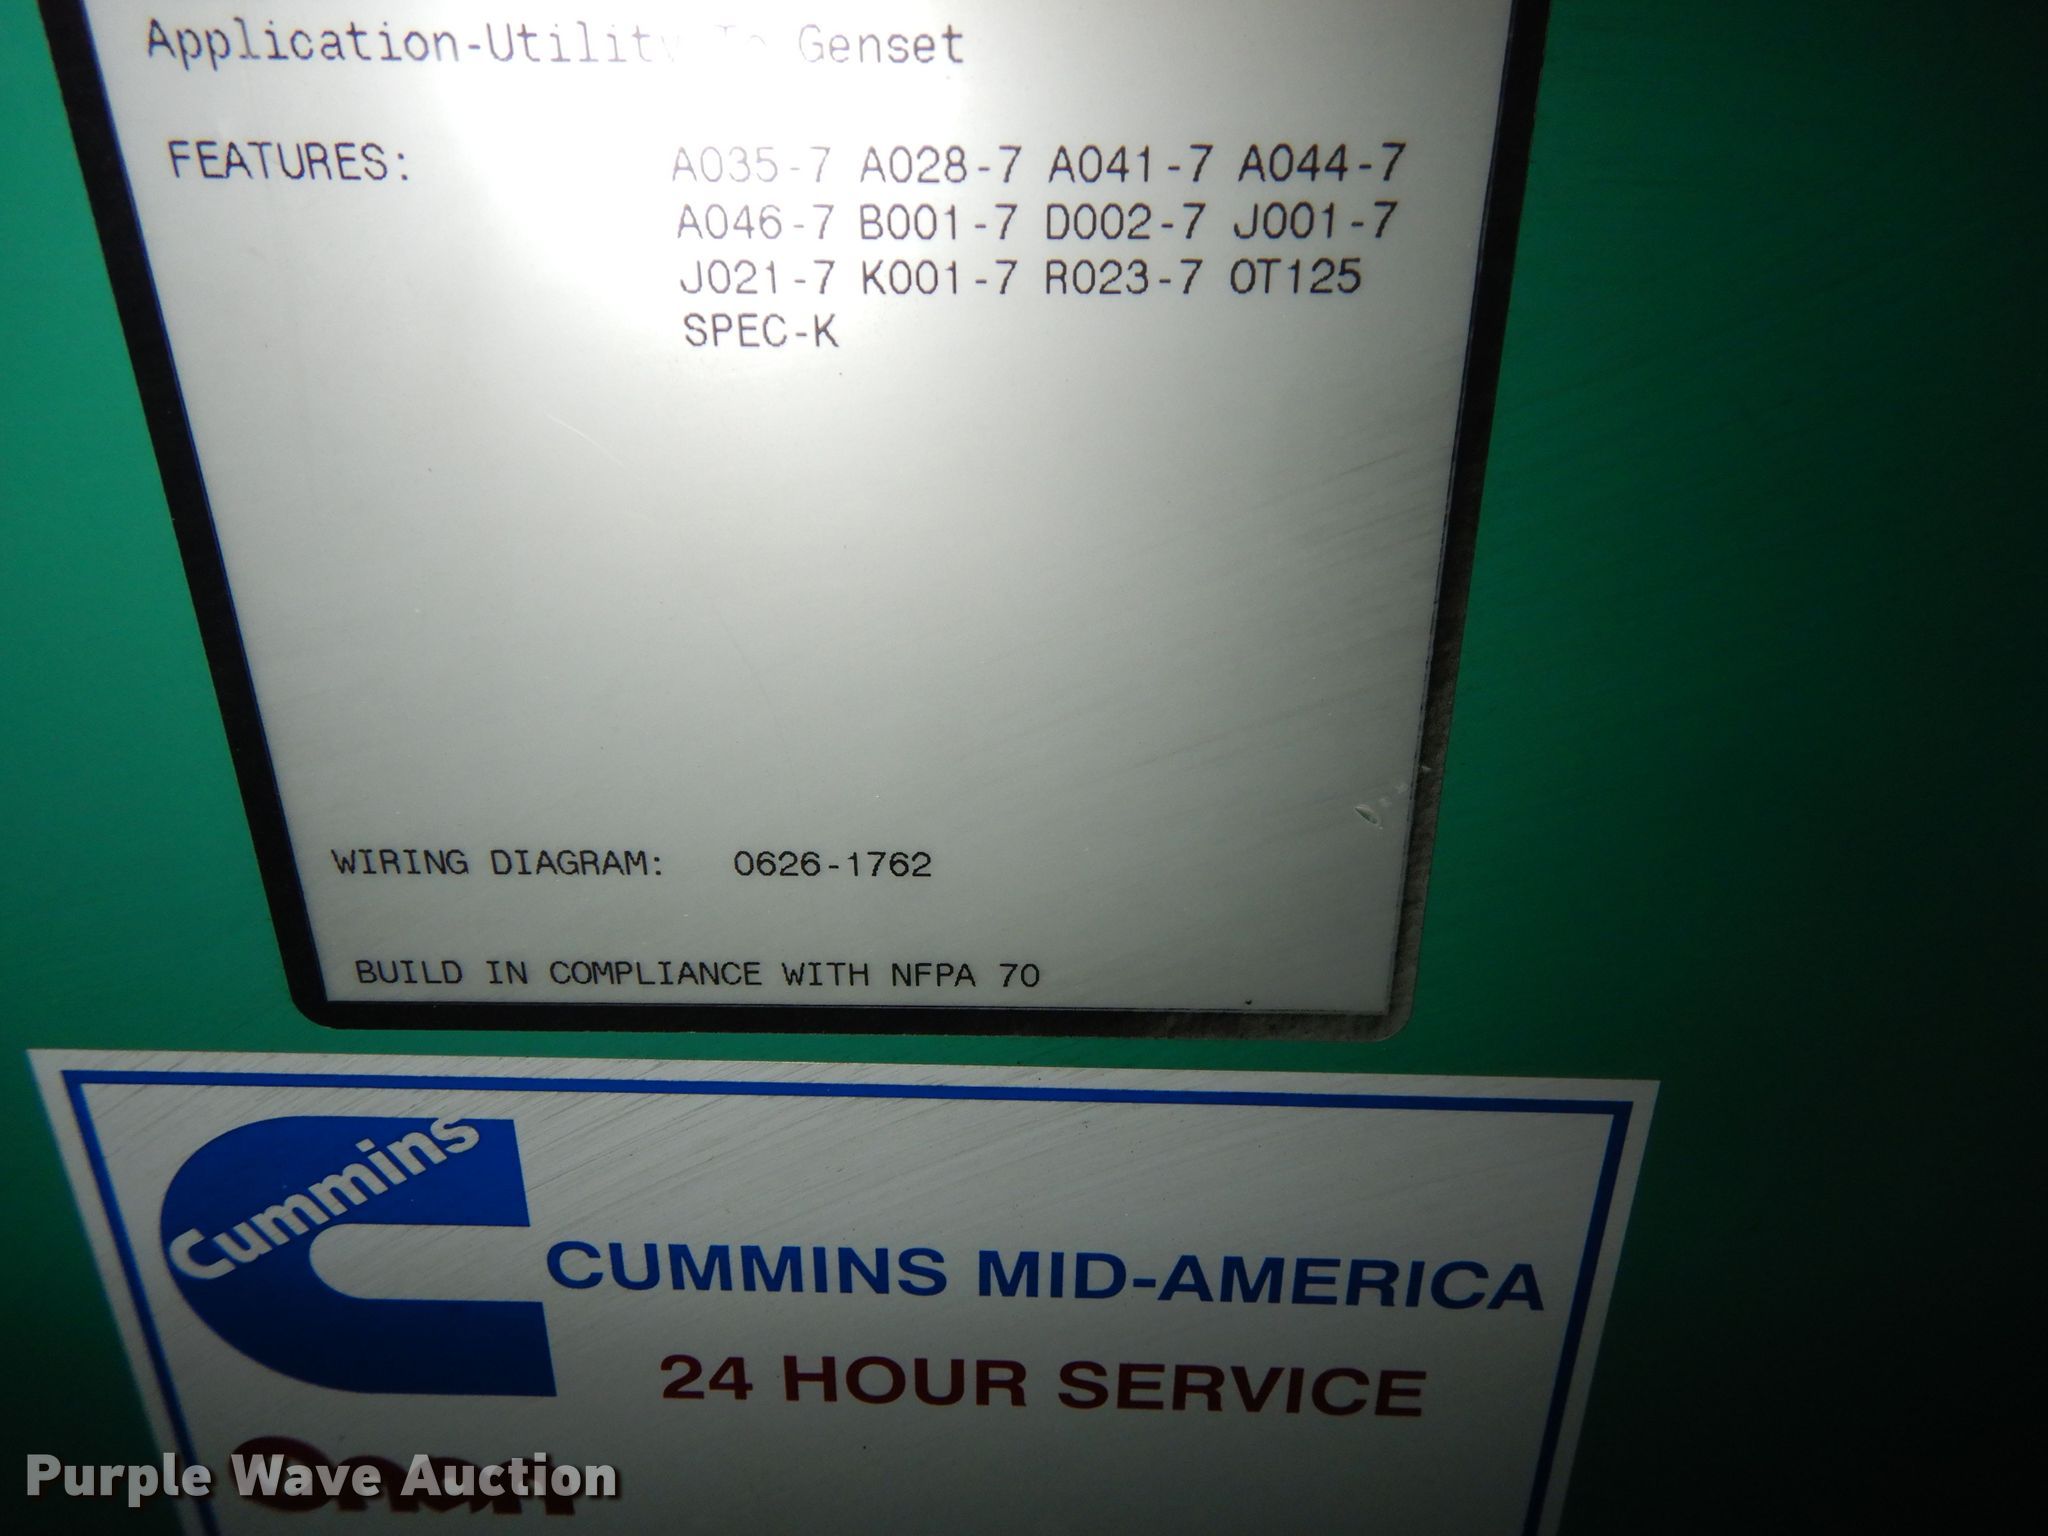 Application-Utility To Genset
FEATURES: A035-7 A028-7 A041-7 A044-7
A046-7 B001-7 D002-7 J001-7
J021-7 K001-7 R023-7 OT125
SPEC-K
WIRING DIAGRAM: 0626-1762
BUILD IN COMPLIANCE WITH NFPA 70
Cummins
CUMMINS MID-AMERICA
24 HOUR SERVICE
Onan
Purple Wave Auction